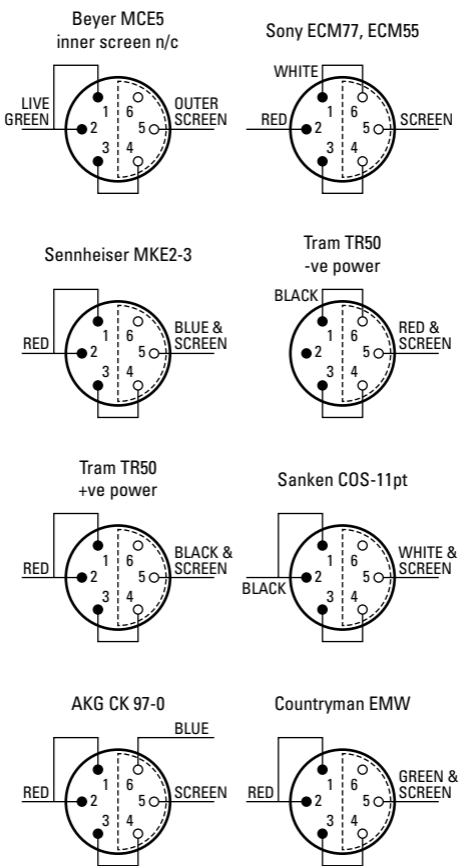 Beyer MCE5
inner screen n/c
LIVE
GREEN
1
2
3
6
5
4
OUTER
SCREEN
Sony ECM77, ECM55
WHITE
RED
1
2
3
6
5
4
SCREEN
Sennheiser MKE2-3
RED
1
2
3
6
5
4
BLUE &
SCREEN
Tram TR50
-ve power
BLACK
1
2
3
6
5
4
RED &
SCREEN
Tram TR50
+ve power
RED
1
2
3
6
5
4
BLACK &
SCREEN
Sanken COS-11pt
BLACK
1
2
3
6
5
4
WHITE &
SCREEN
AKG CK 97-0
BLUE
RED
1
2
3
6
5
4
SCREEN
Countryman EMW
RED
1
2
3
6
5
4
GREEN &
SCREEN